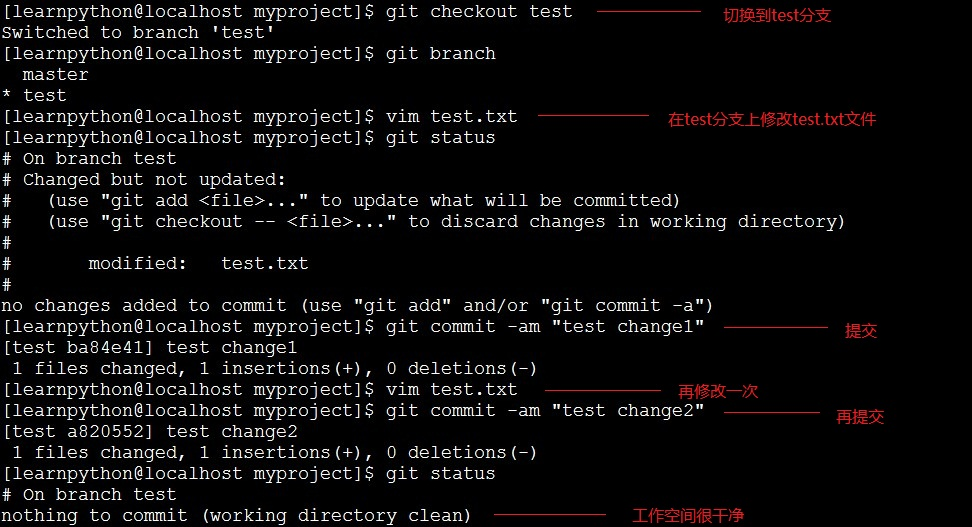 [learnpython@localhost myproject]$ git checkout test 切换到test分支
Switched to branch 'test'
[learnpython@localhost myproject]$ git branch
  master
* test
[learnpython@localhost myproject]$ vim test.txt 在test分支上修改test.txt文件
[learnpython@localhost myproject]$ git status
# On branch test
# Changed but not updated:
#   (use "git add <file>..." to update what will be committed)
#   (use "git checkout -- <file>..." to discard changes in working directory)
#
#       modified:   test.txt
#
no changes added to commit (use "git add" and/or "git commit -a")
[learnpython@localhost myproject]$ git commit -am "test change1" 提交
[test ba84e41] test change1
 1 files changed, 1 insertions(+), 0 deletions(-)
[learnpython@localhost myproject]$ vim test.txt 再修改一次
[learnpython@localhost myproject]$ git commit -am "test change2" 再提交
[test a820552] test change2
 1 files changed, 1 insertions(+), 0 deletions(-)
[learnpython@localhost myproject]$ git status
# On branch test
nothing to commit (working directory clean) 工作空间很干净